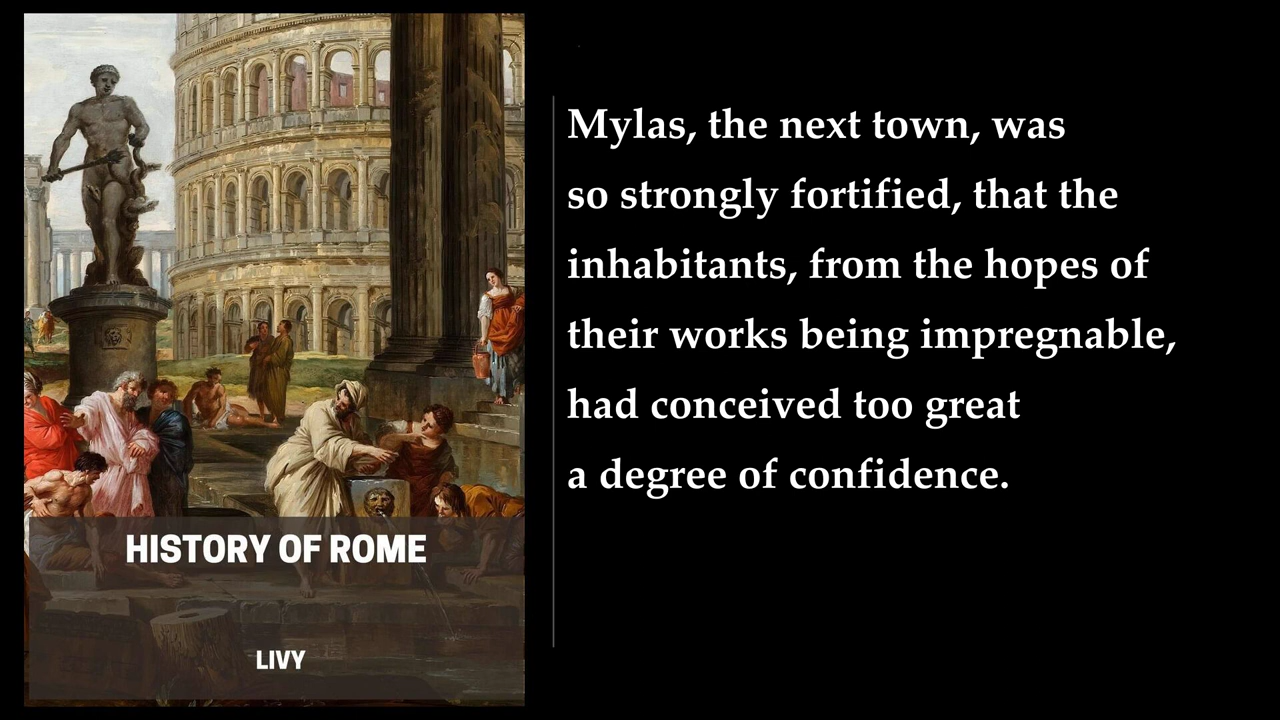 HISTORY OF ROME
LIVY
Mylas, the next town, was
so strongly fortified, that the
inhabitants, from the hopes of
their works being impregnable,
had conceived too great
a degree of confidence.